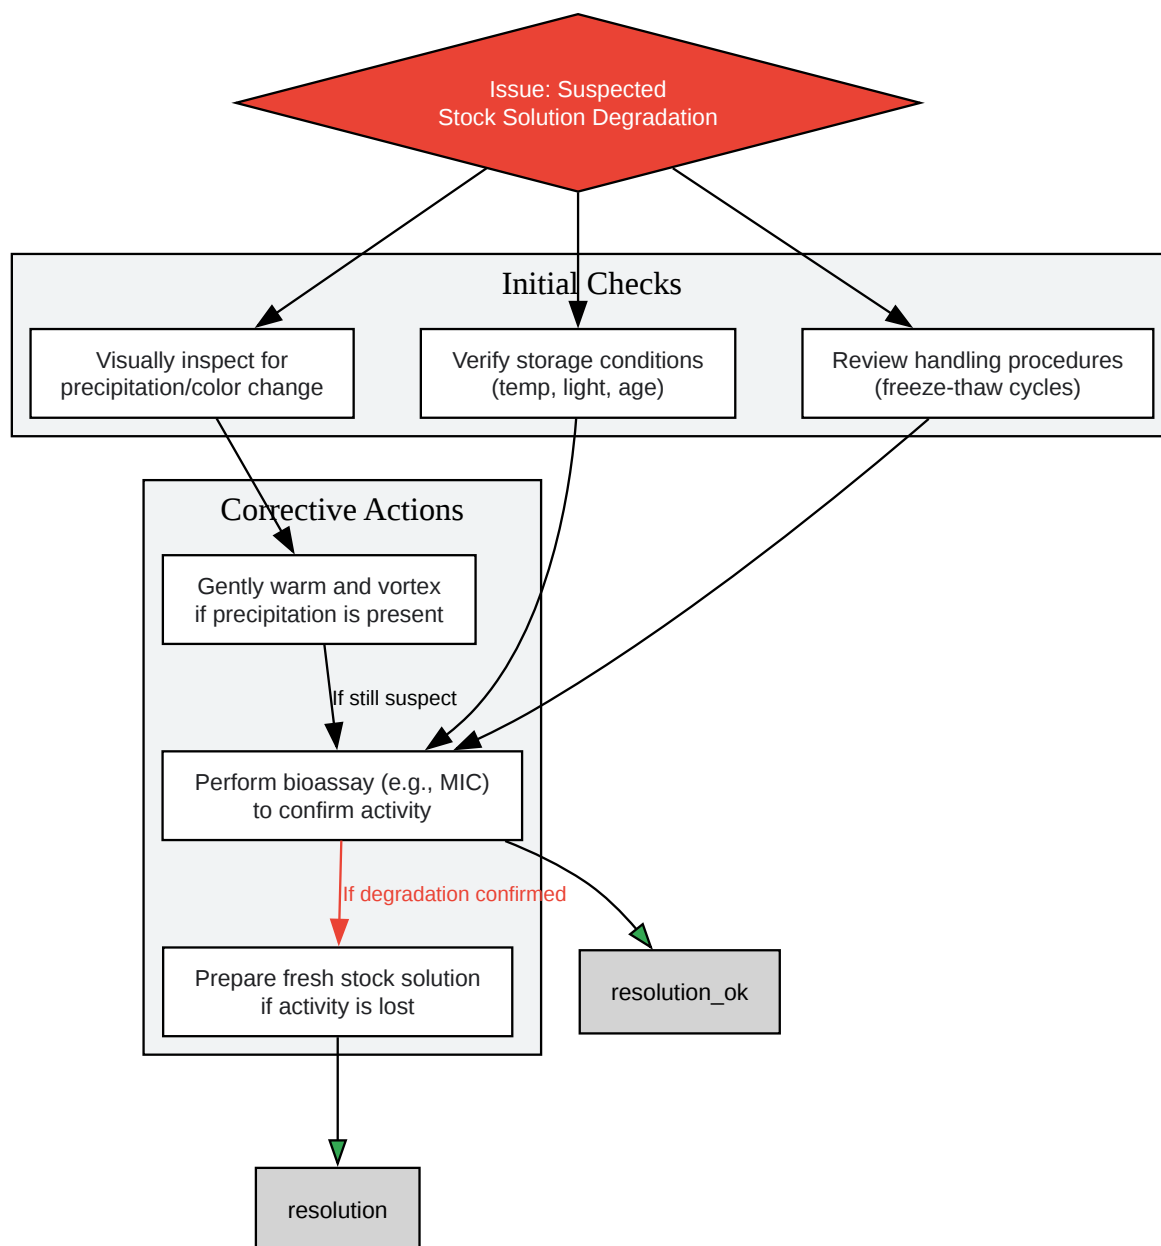 Issue: Suspected
Stock Solution Degradation
Initial Checks
Visually inspect for
precipitation/color change
Verify storage conditions
(temp, light, age)
Review handling procedures
(freeze-thaw cycles)
Corrective Actions
Gently warm and vortex
if precipitation is present
If still suspect
Perform bioassay (e.g., MIC)
to confirm activity
If degradation confirmed
Prepare fresh stock solution
if activity is lost
resolution_ok
resolution